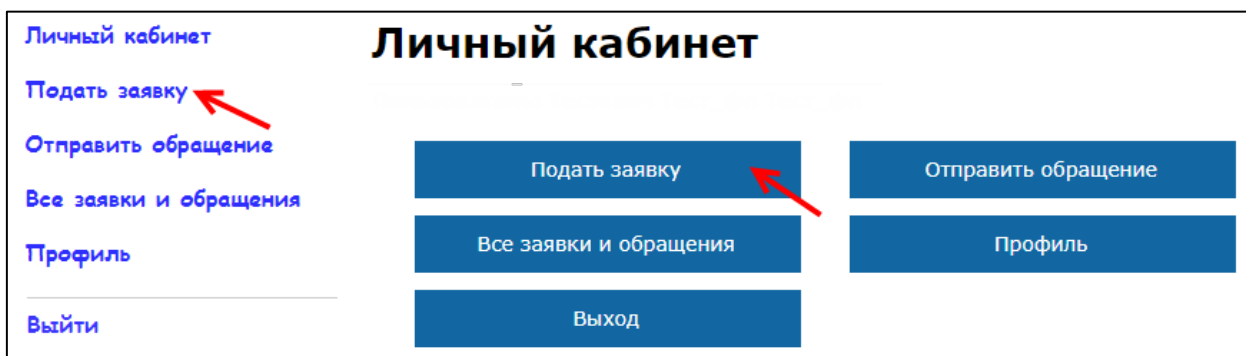 Личный кабинет
Подать заявку
Отправить обращение
Все заявки и обращения
Профиль
Выйти
Личный кабинет
Подать заявку
Отправить обращение
Все заявки и обращения
Профиль
Выход